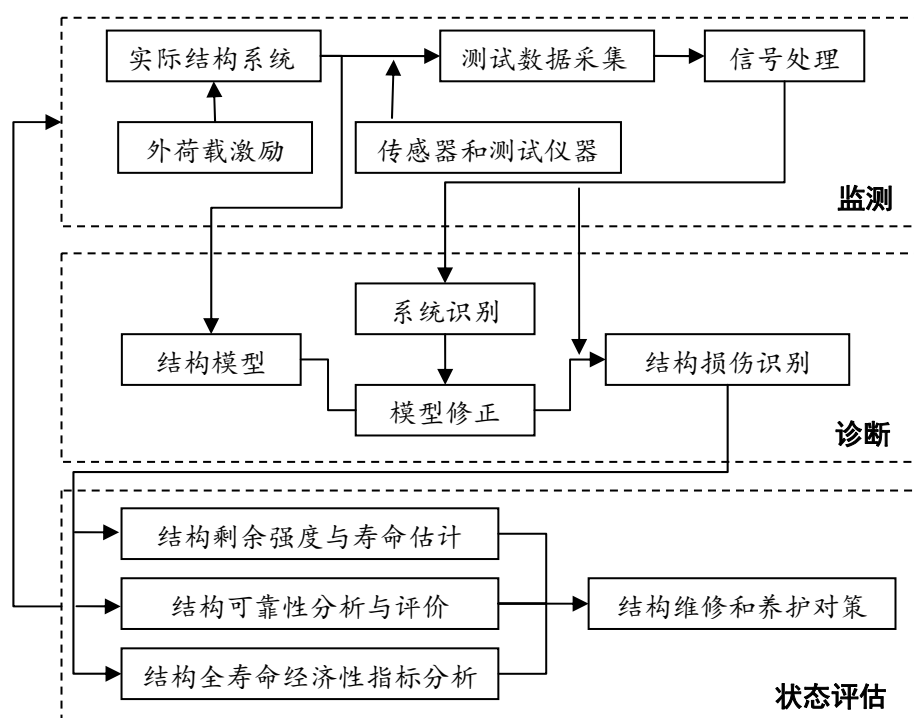 实际结构系统
测试数据采集
信号处理
外荷载激励
传感器和测试仪器
监测
系统识别
结构模型
结构损伤识别
模型修正
诊断
结构剩余强度与寿命估计
结构可靠性分析与评价
结构维修和养护对策
结构全寿命经济性指标分析
状态评估